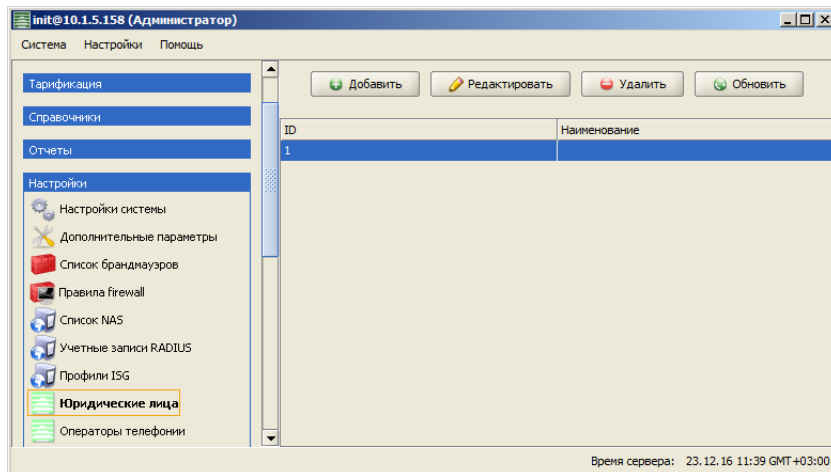 init@10.1.5.158 (Администратор)
Система Настройки Помощь
Тарификация
Справочники
Отчеты
Настройки
Настройки системы
Дополнительные параметры
Список брандмауэров
Правила firewall
Список NAS
Учетные записи RADIUS
Профили ISG
Юридические лица
Операторы телефонии
Добавить Редактировать Удалить Обновить
ID Наименование
1
Время сервера: 23.12.16 11:39 GMT+03:00